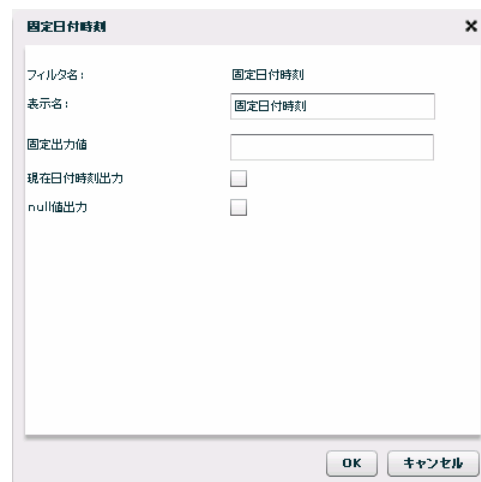 固定日付時刻
フィルタ名： 固定日付時刻
表示名： 固定日付時刻
固定出力値
現在日付時刻出力
null値出力
OK キャンセル